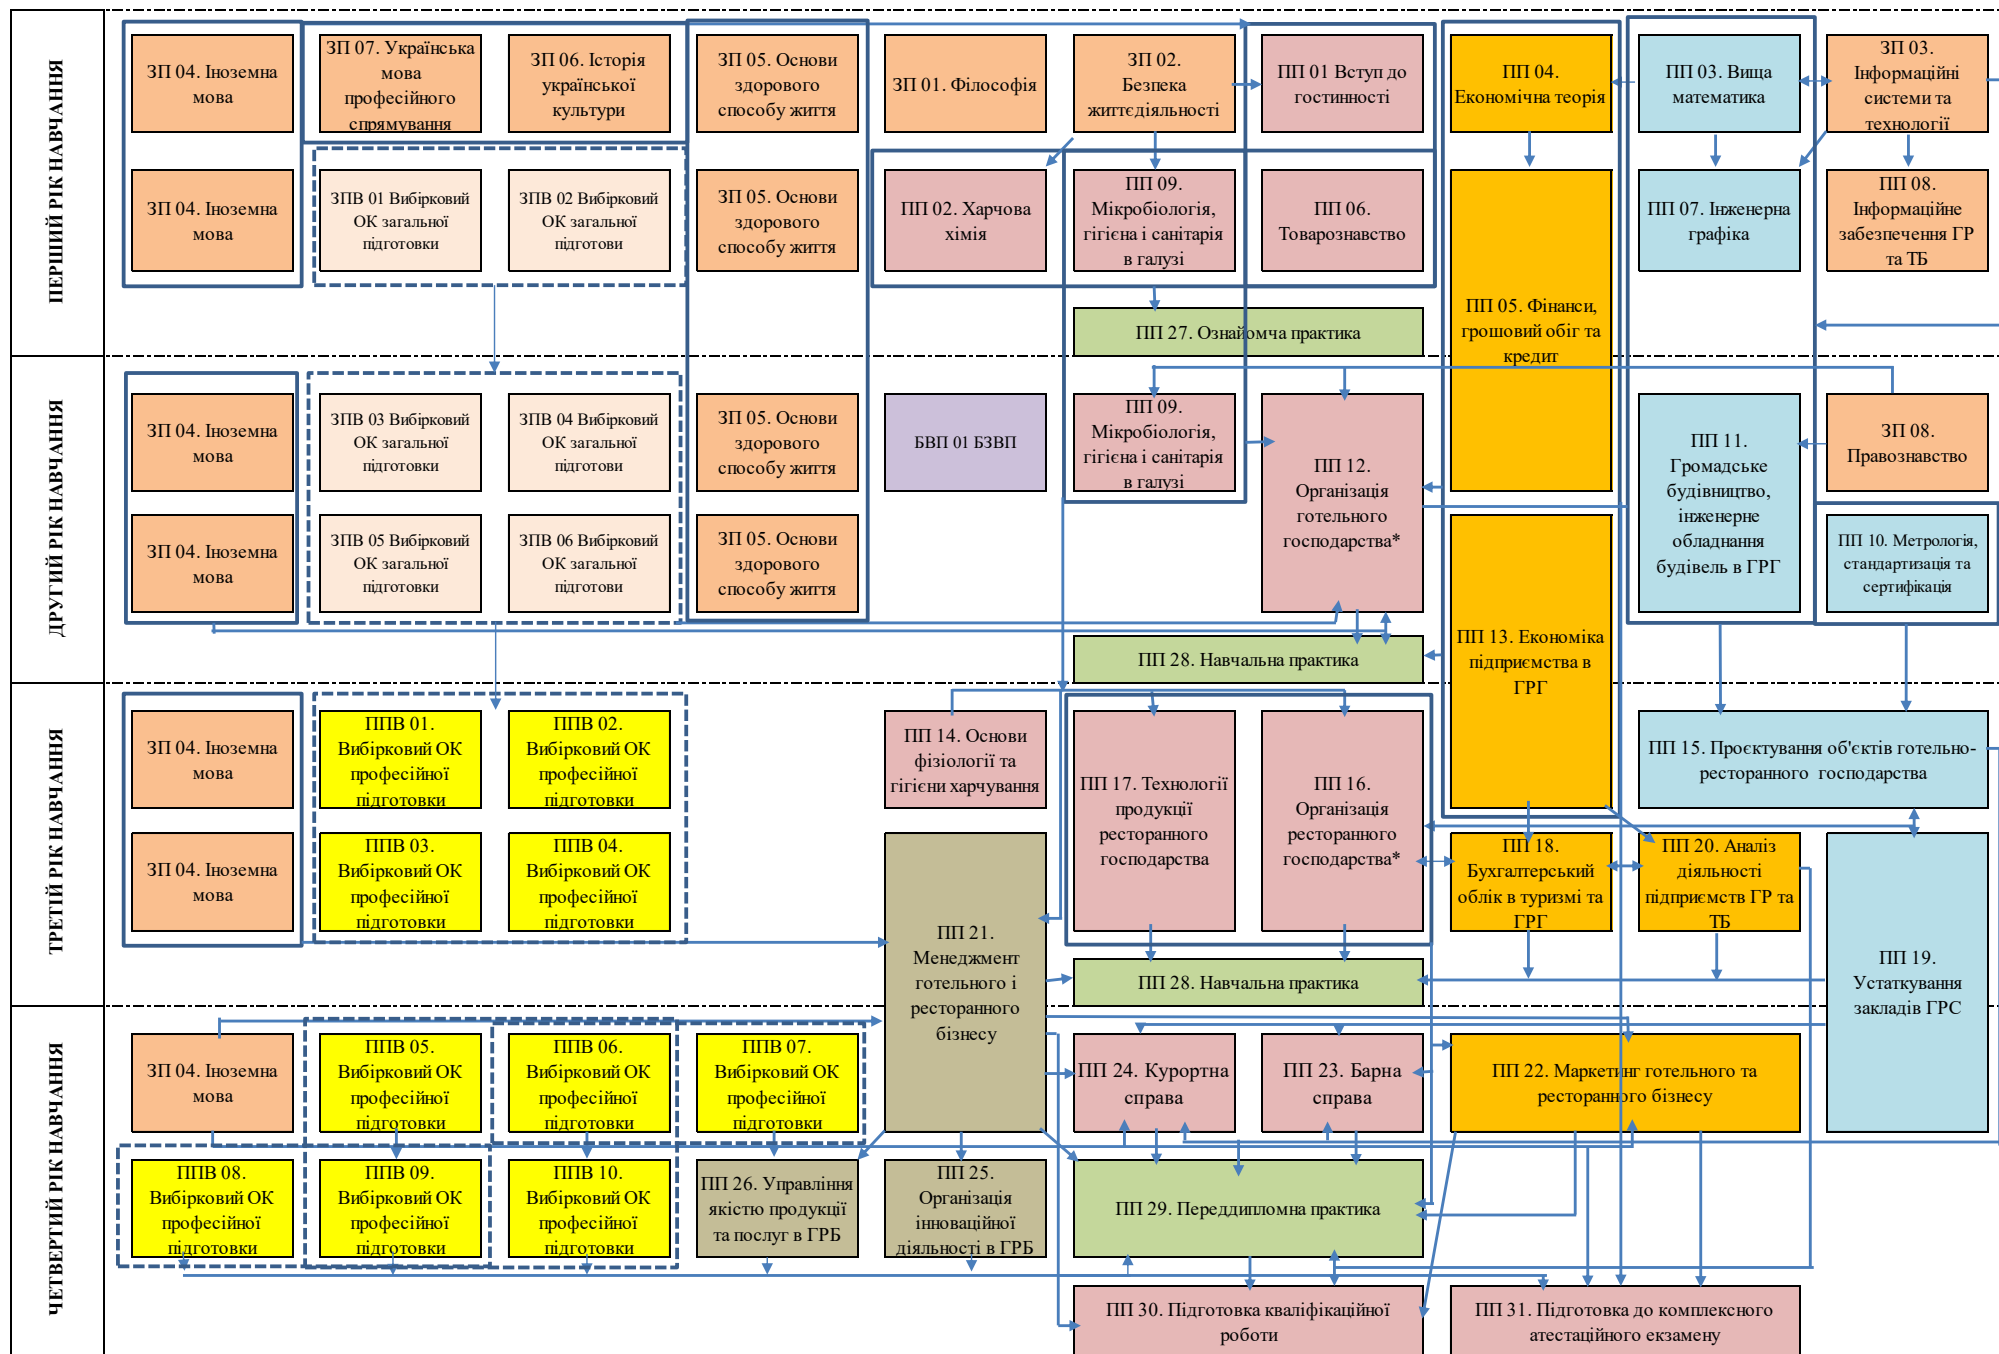 ПЕРШИЙ РІК НАВЧАННЯ
ЗП 04. Іноземна
мова
ЗП 07. Українська
мова
професійного
спрямування
ЗП 06. Історія
української
культури
ЗП 05. Основи
здорового
способу життя
ЗП 01. Філософія
ЗП 02.
Безпека
життєдіяльності
ПП 01 Вступ до
гостинності
ПП 04.
Економічна теорія
ПП 03. Вища
математика
ЗП 03.
Інформаційні
системи та
технології
ЗП 04. Іноземна
мова
ЗПВ 01 Вибірковий
ОК загальної
підготовки
ЗПВ 02 Вибірковий
ОК загальної
підготови
ЗП 05. Основи
здорового
способу життя
ПП 02. Харчова
хімія
ПП 09.
Мікробіологія,
гігієна і санітарія
в галузі
ПП 06.
Товарознавство
ПП 05. Фінанси,
грошовий обіг та
кредит
ПП 07. Інженерна
графіка
ПП 08.
Інформаційне
забезпечення ГР
та ТБ
ПП 27. Ознайомча практика
ДРУГИЙ РІК НАВЧАННЯ
ЗП 04. Іноземна
мова
ЗПВ 03 Вибірковий
ОК загальної
підготовки
ЗПВ 04 Вибірковий
ОК загальної
підготови
ЗП 05. Основи
здорового
способу життя
БВП 01 БЗВП
ПП 09.
Мікробіологія,
гігієна і санітарія
в галузі
ПП 12.
Організація
готельного
господарства*
ПП 11.
Громадське
будівництво,
інженерне
обладнання
будівель в ГРГ
ЗП 08.
Правознавство
ЗП 04. Іноземна
мова
ЗПВ 05 Вибірковий
ОК загальної
підготовки
ЗПВ 06 Вибірковий
ОК загальної
підготови
ЗП 05. Основи
здорового
способу життя
ПП 13. Економіка
підприємства в
ГРГ
ПП 10. Метрологія,
стандартизація та
сертифікація
ПП 28. Навчальна практика
ТРЕТІЙ РІК НАВЧАННЯ
ЗП 04. Іноземна
мова
ППВ 01.
Вибірковий ОК
професійної
підготовки
ППВ 02.
Вибірковий ОК
професійної
підготовки
ПП 14. Основи
фізіології та
гігієни харчування
ПП 17. Технології
продукції
ресторанного
господарства
ПП 16.
Організація
ресторанного
господарства*
ПП 15. Проєктування об'єктів готельно-
ресторанного господарства
ЗП 04. Іноземна
мова
ППВ 03.
Вибірковий ОК
професійної
підготовки
ППВ 04.
Вибірковий ОК
професійної
підготовки
ПП 21.
Менеджмент
готельного і
ресторанного
бізнесу
ПП 18.
Бухгалтерський
облік в туризмі та
ГРГ
ПП 20. Аналіз
діяльності
підприємств ГР та
ТБ
ПП 19.
Устаткування
закладів ГРС
ПП 28. Навчальна практика
ЧЕТВЕРТИЙ РІК НАВЧАННЯ
ЗП 04. Іноземна
мова
ППВ 05.
Вибірковий ОК
професійної
підготовки
ППВ 06.
Вибірковий ОК
професійної
підготовки
ППВ 07.
Вибірковий ОК
професійної
підготовки
ПП 24. Курортна
справа
ПП 23. Барна
справа
ПП 22. Маркетинг готельного та
ресторанного бізнесу
ППВ 08.
Вибірковий ОК
професійної
підготовки
ППВ 09.
Вибірковий ОК
професійної
підготовки
ППВ 10.
Вибірковий ОК
професійної
підготовки
ПП 26. Управління
якістю продукції
та послуг в ГРБ
ПП 25.
Організація
інноваційної
діяльності в ГРБ
ПП 29. Переддипломна практика
ПП 30. Підготовка кваліфікаційної
роботи
ПП 31. Підготовка до комплексного
атестаційного екзамену